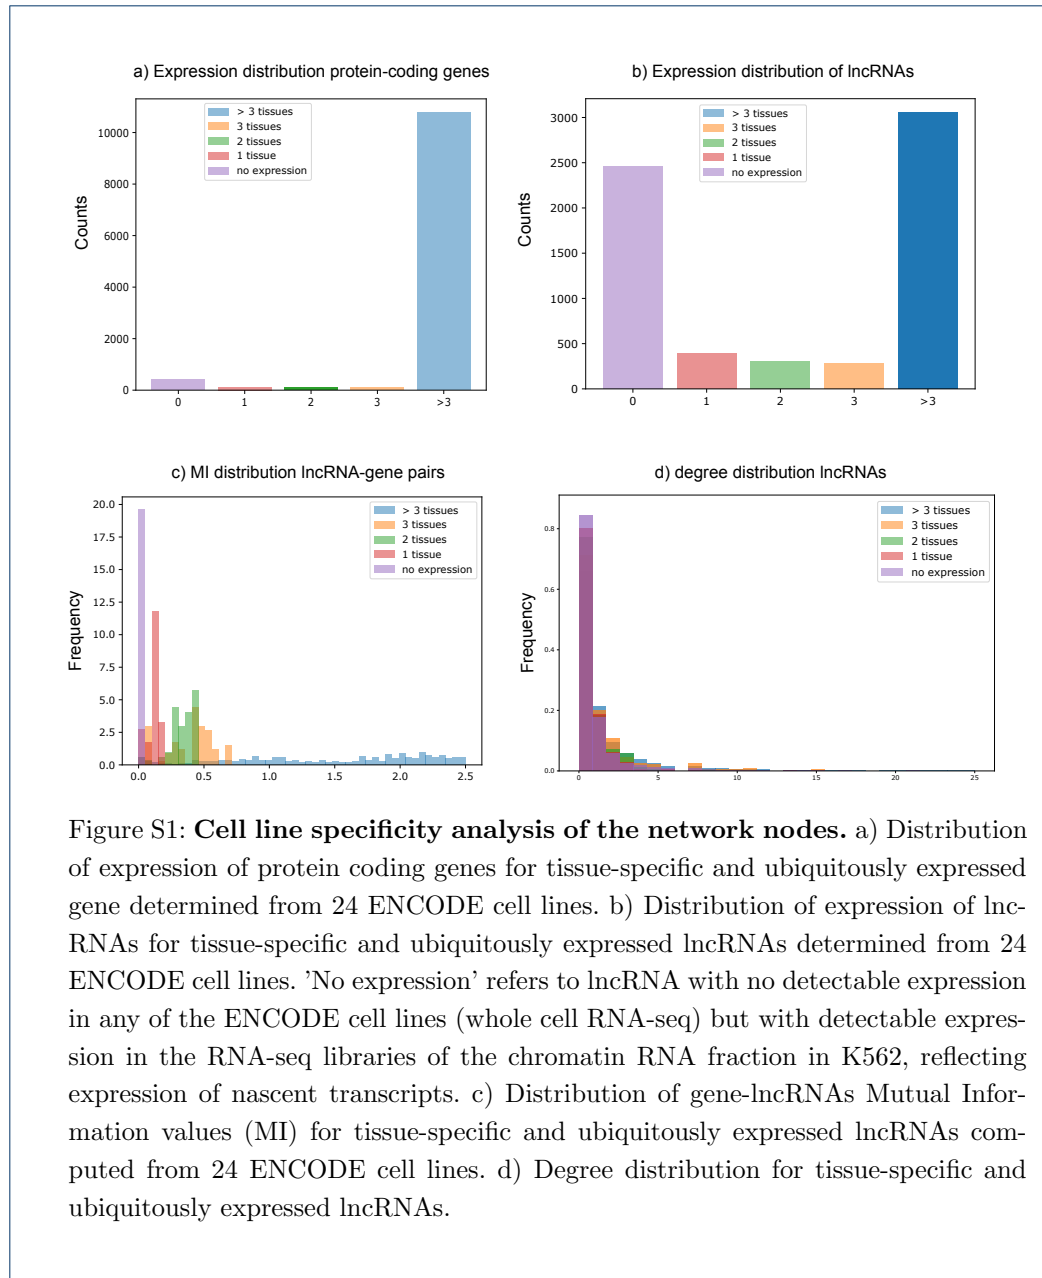 a) Expression distribution protein-coding genes
> 3 tissues
3 tissues
2 tissues
1 tissue
no expression
Counts
10000
8000
6000
4000
2000
0
0 1 2 3 >3
b) Expression distribution of lncRNAs
> 3 tissues
3 tissues
2 tissues
1 tissue
no expression
Counts
3000
2500
2000
1500
1000
500
0
0 1 2 3 >3
c) MI distribution lncRNA-gene pairs
> 3 tissues
3 tissues
2 tissues
1 tissue
no expression
Frequency
20.0
17.5
15.0
12.5
10.0
7.5
5.0
2.5
0.0
0.0 0.5 1.0 1.5 2.0 2.5
d) degree distribution lncRNAs
> 3 tissues
3 tissues
2 tissues
1 tissue
no expression
Frequency
0.8
0.6
0.4
0.2
0.0
0 5 10 15 20 25
Figure S1: Cell line specificity analysis of the network nodes. a) Distribution
of expression of protein coding genes for tissue-specific and ubiquitously expressed
gene determined from 24 ENCODE cell lines. b) Distribution of expression of lnc-
RNAs for tissue-specific and ubiquitously expressed lncRNAs determined from 24
ENCODE cell lines. 'No expression' refers to lncRNA with no detectable expression
in any of the ENCODE cell lines (whole cell RNA-seq) but with detectable expres-
sion in the RNA-seq libraries of the chromatin RNA fraction in K562, reflecting
expression of nascent transcripts. c) Distribution of gene-lncRNAs Mutual Infor-
mation values (MI) for tissue-specific and ubiquitously expressed lncRNAs com-
puted from 24 ENCODE cell lines. d) Degree distribution for tissue-specific and
ubiquitously expressed lncRNAs.